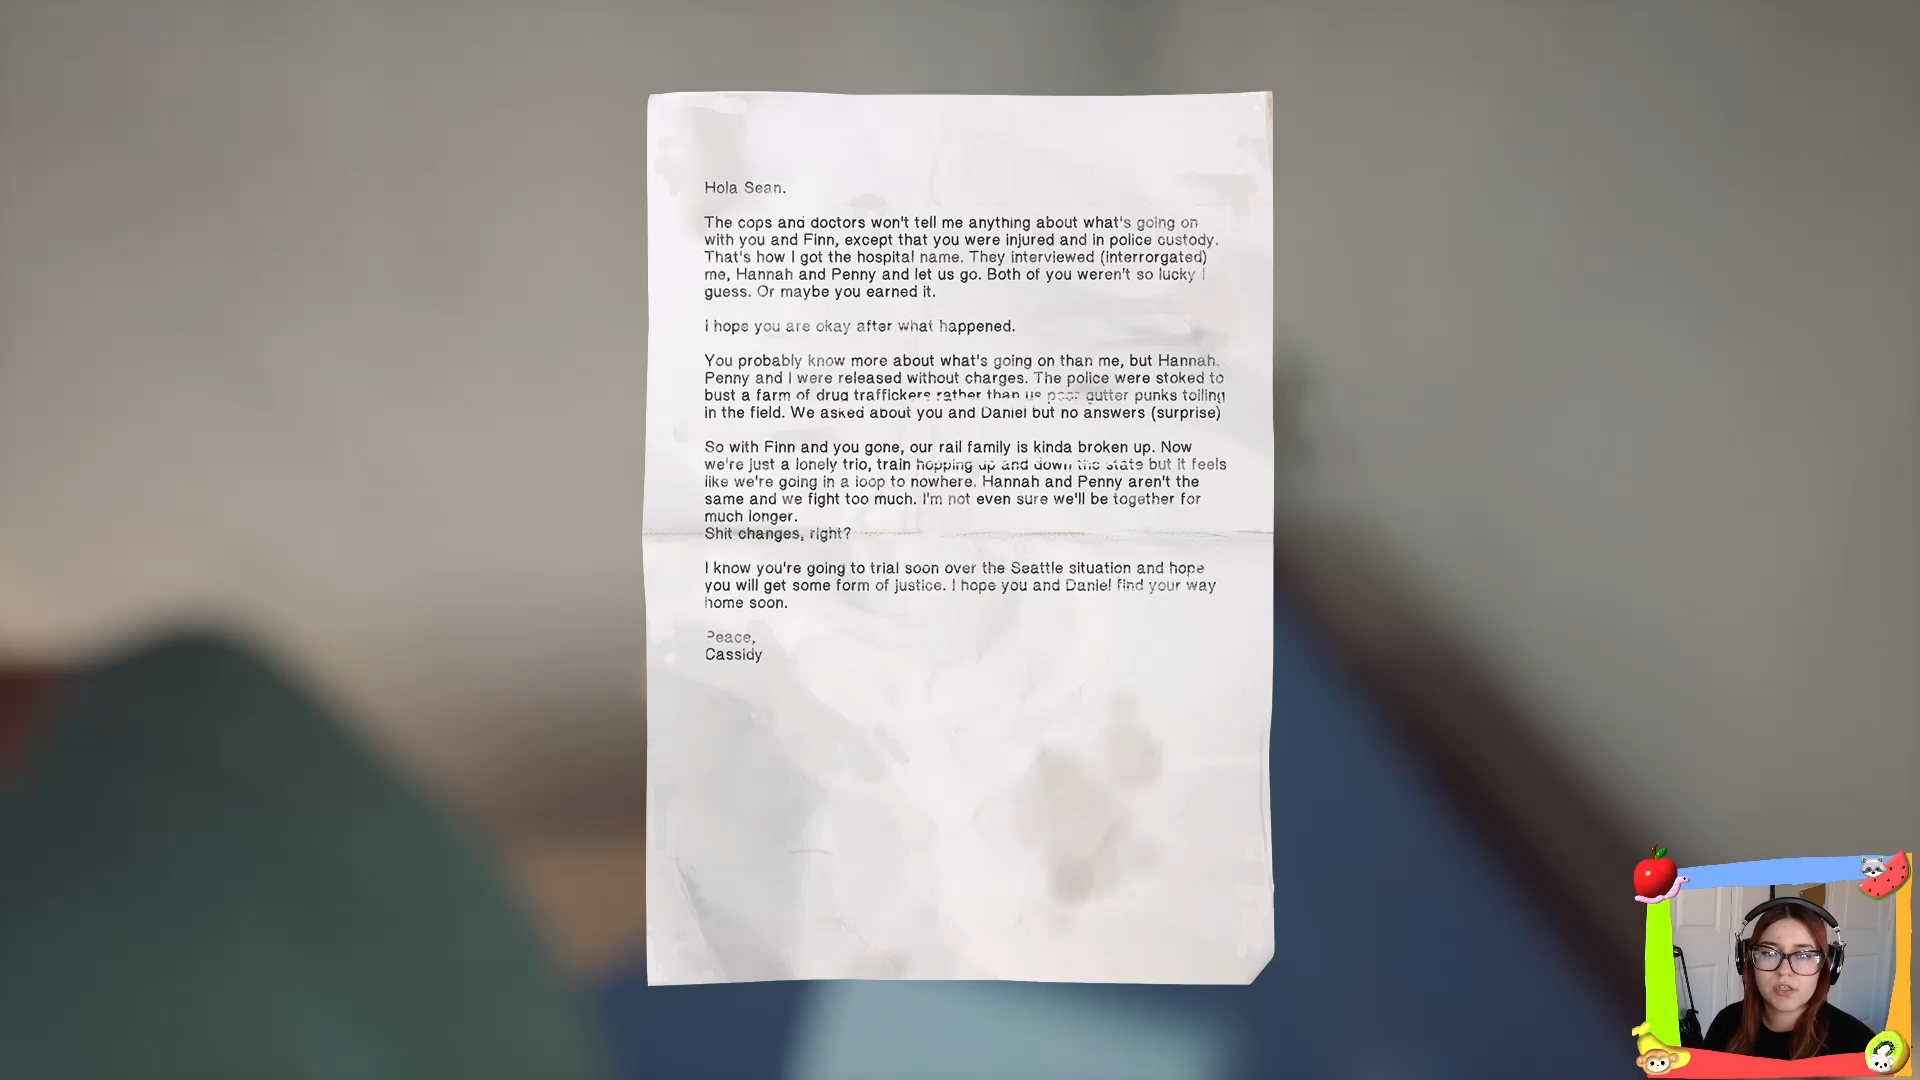 Hola Sean.
The cops and doctors won't tell me anything about what's going on
with you and Finn, except that you were injured and in police custody.
That's how I got the hospital name. They interviewed (interrorgated)
me, Hannah and Penny and let us go. Both of you weren't so lucky I
guess. Or maybe you earned it.
I hope you are okay after what happened.
You probably know more about what's going on than me, but Hannah,
Penny and I were released without charges. The police were stoked to
bust a farm of drug traffickers rather than us poor gutter punks toiling
in the field. We asked about you and Daniel but no answers (surprise)
So with Finn and you gone, our rail family is kinda broken up. Now
we're just a lonely trio, train hopping up and down the state but it feels
like we're going in a loop to nowhere. Hannah and Penny aren't the
same and we fight too much. I'm not even sure we'll be together for
much longer.
Shit changes, right?
I know you're going to trial soon over the Seattle situation and hope
you will get some form of justice. I hope you and Daniel find your way
home soon.
Peace,
Cassidy